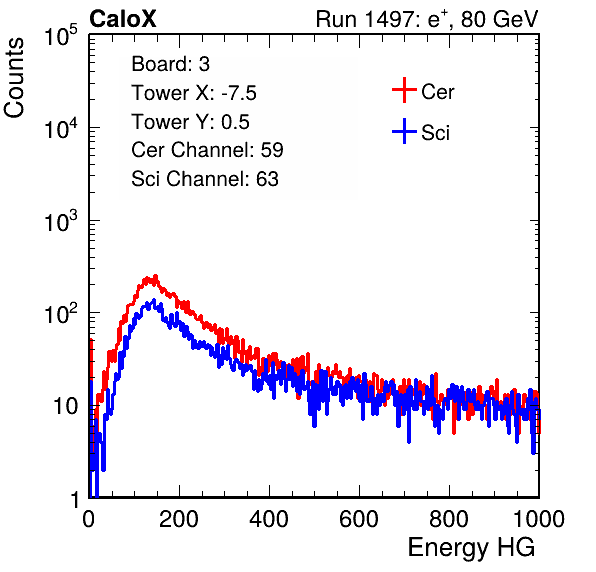 CaloX Run 1497: e⁺, 80 GeV
Counts
10⁵
10⁴
10³
10²
10
1
Board: 3
Tower X: -7.5
Tower Y: 0.5
Cer Channel: 59
Sci Channel: 63
Cer
Sci
0 200 400 600 800 1000
Energy HG